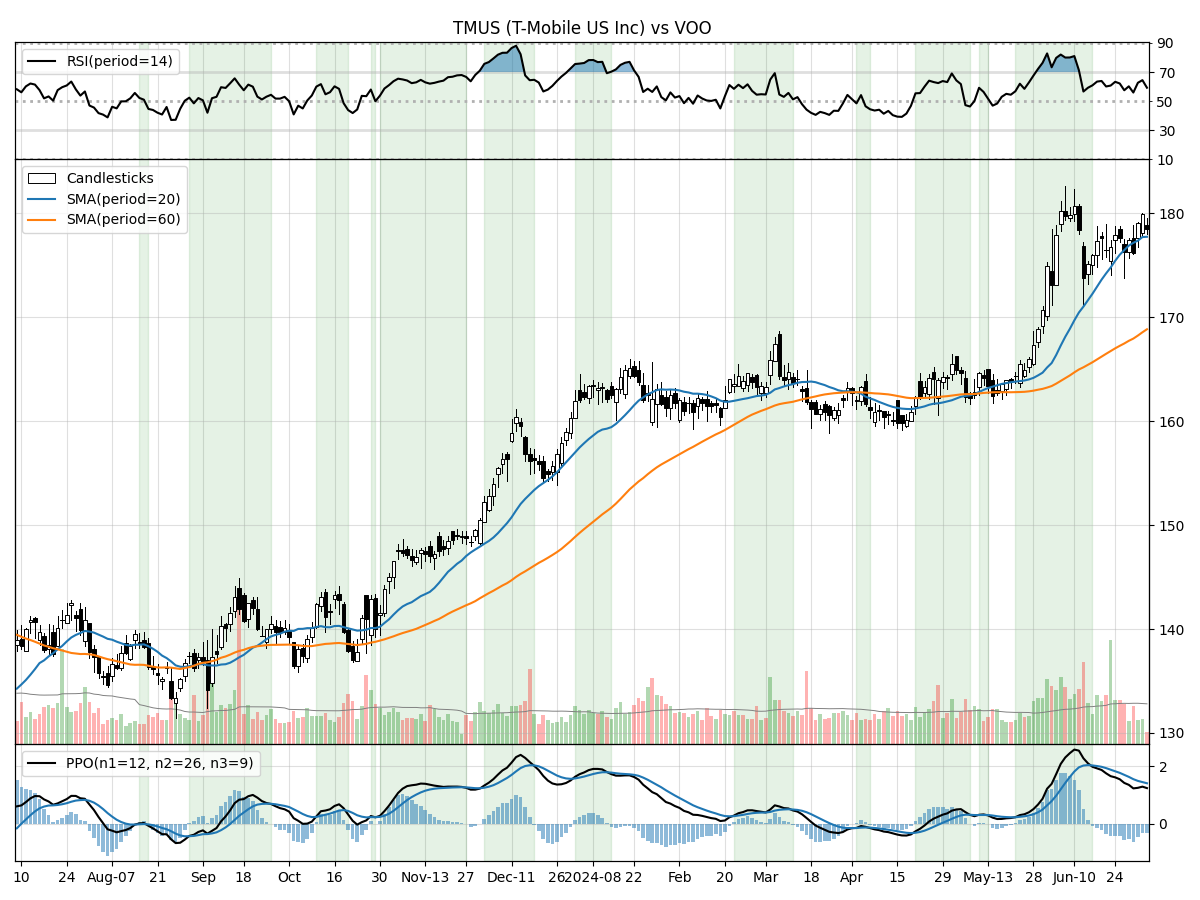 TMUS (T-Mobile US Inc) vs VOO
RSI(period=14)
90
70
50
30
10
Candlesticks
SMA(period=20)
SMA(period=60)
180
170
160
150
140
130
PPO(n1=12, n2=26, n3=9)
2
0
10 24 Aug-07 21 Sep 18 Oct 16 30 Nov-13 27 Dec-11 26 2024-08 22 Feb 20 Mar 18 Apr 15 29 May-13 28 Jun-10 24